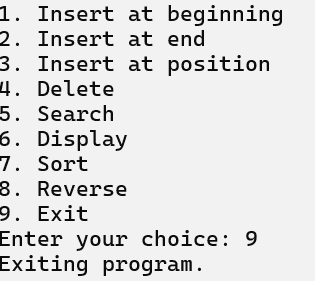 1. Insert at beginning
2. Insert at end
3. Insert at position
4. Delete
5. Search
6. Display
7. Sort
8. Reverse
9. Exit
Enter your choice: 9
Exiting program.